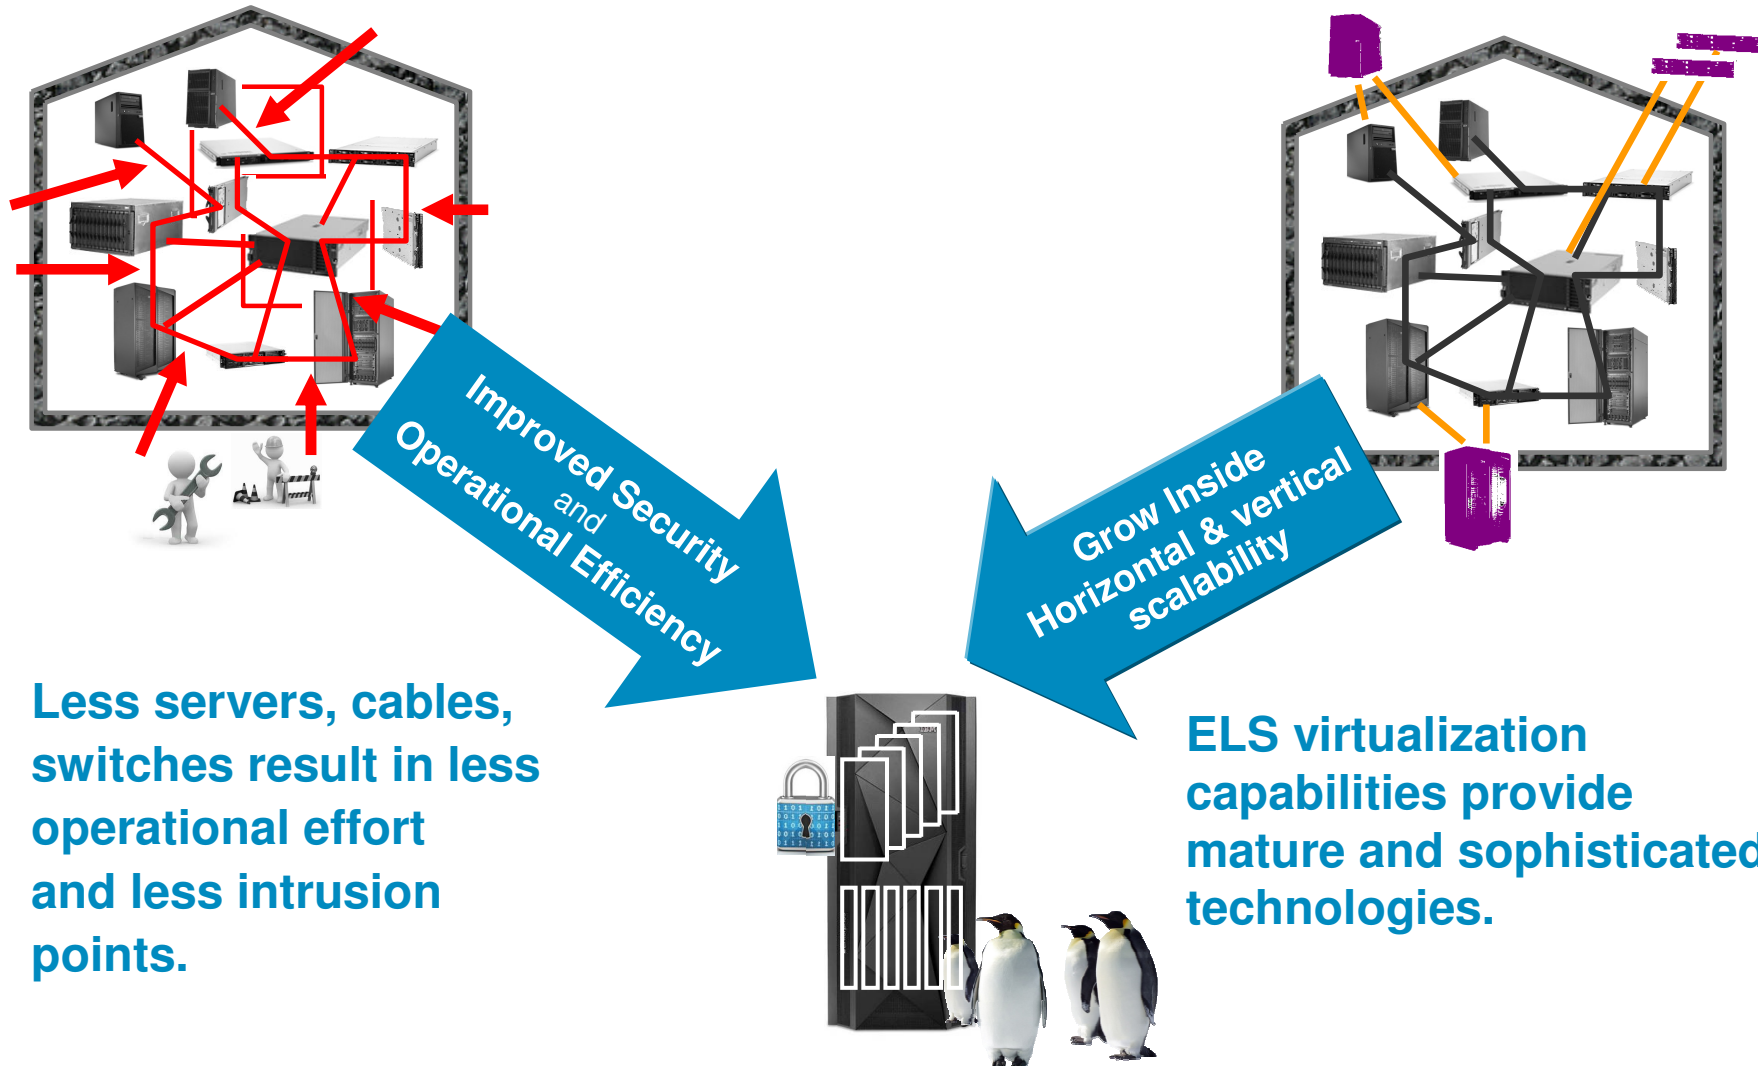 Improved Security
and
Operational Efficiency
Grow Inside
Horizontal & vertical
scalability
Less servers, cables,
switches result in less
operational effort
and less intrusion
points.
ELS virtualization
capabilities provide
mature and sophisticated
technologies.